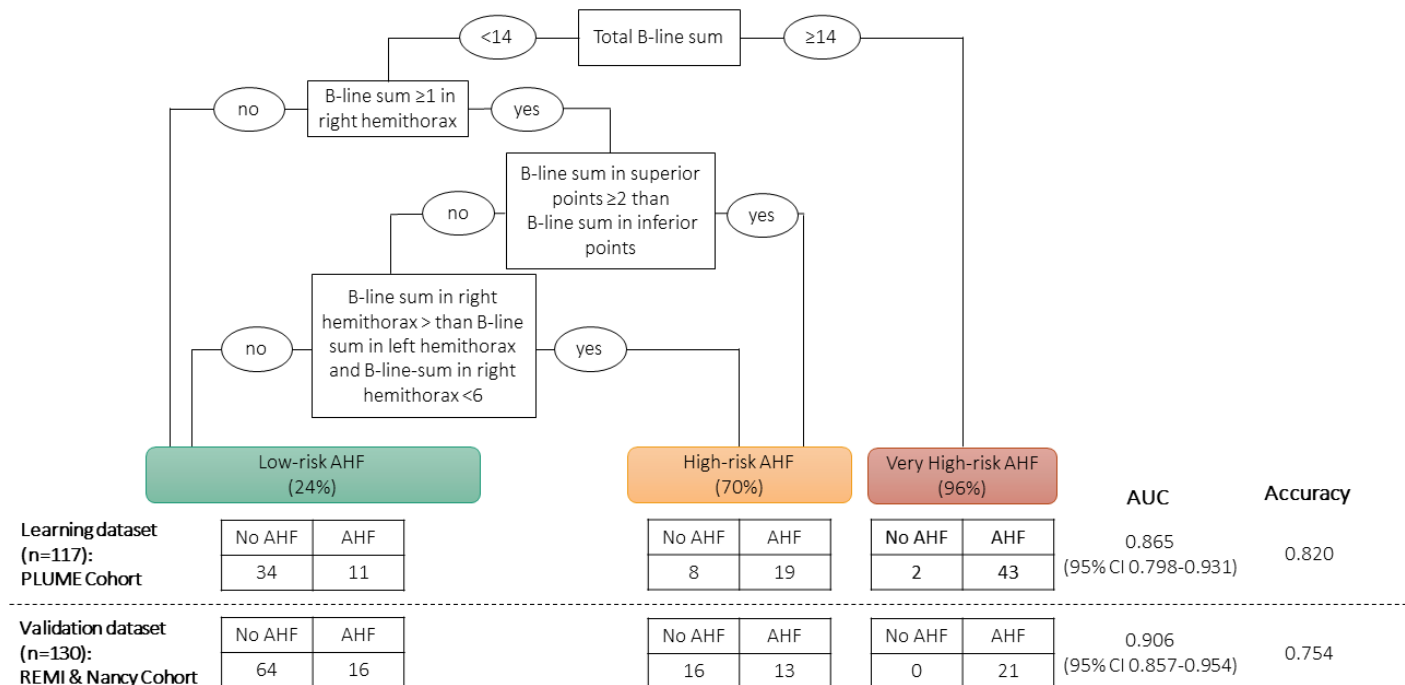 <14
Total B-line sum
≥14
no
B-line sum ≥1 in
right hemithorax
yes
B-line sum in superior
points ≥2 than
B-line sum in inferior
points
no
yes
B-line sum in right
hemithorax > than B-line
sum in left hemithorax
and B-line-sum in right
hemithorax <6
no
yes
Low-risk AHF
(24%)
High-risk AHF
(70%)
Very High-risk AHF
(96%)
AUC
Accuracy
Learning dataset
(n=117):
PLUME Cohort
No AHF AHF
34 11
No AHF AHF
8 19
No AHF AHF
2 43
0.865
(95% CI 0.798-0.931)
0.820
Validation dataset
(n=130):
REMI & Nancy Cohort
No AHF AHF
64 16
No AHF AHF
16 13
No AHF AHF
0 21
0.906
(95% CI 0.857-0.954)
0.754